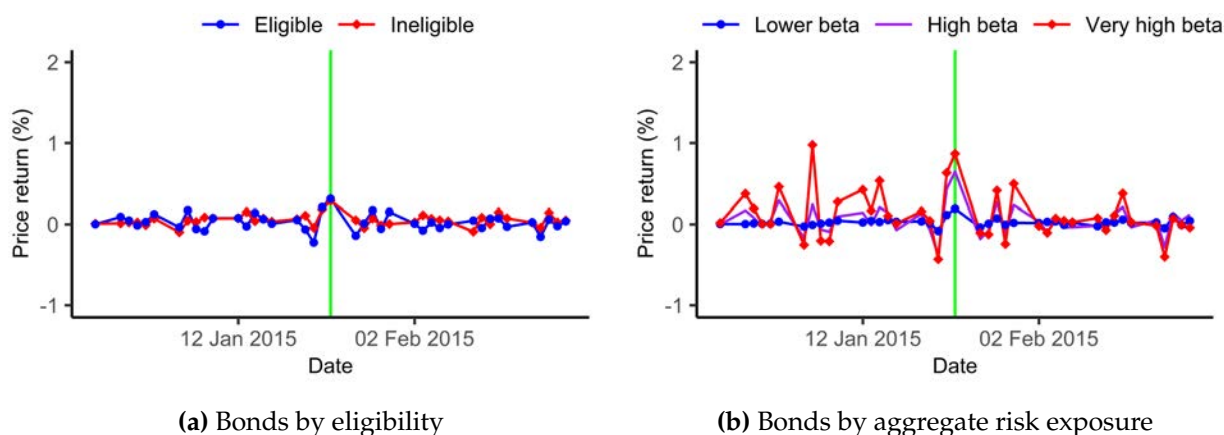 Eligible Ineligible
Price return (%)
2
1
0
-1
12 Jan 2015 02 Feb 2015
Date
(a) Bonds by eligibility
Lower beta High beta Very high beta
Price return (%)
2
1
0
-1
12 Jan 2015 02 Feb 2015
Date
(b) Bonds by aggregate risk exposure